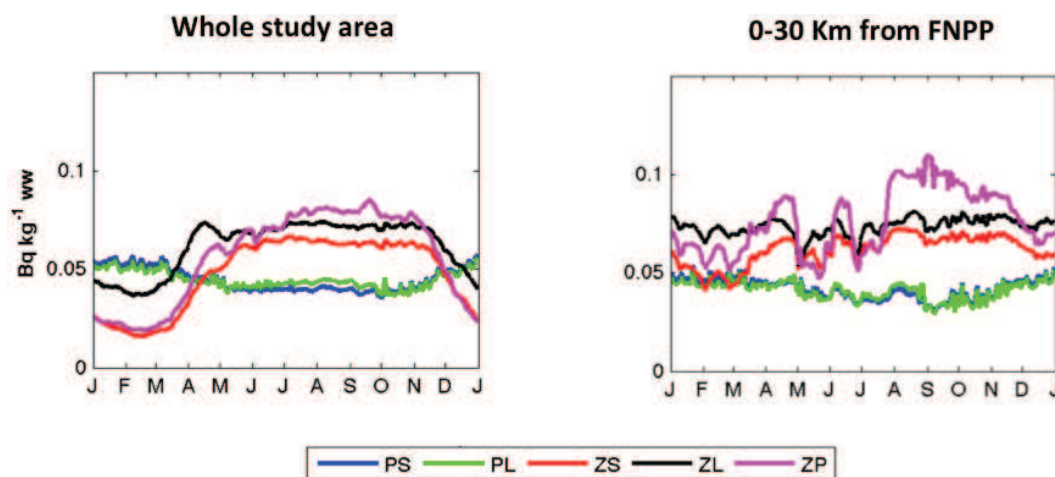 Whole study area
0-30 Km from FNPP
Bq kg-1 ww
0.1
0.05
0
J F M A M J J A S O N D J
0.1
0.05
0
J F M A M J J A S O N D J
PS PL ZS ZL ZP